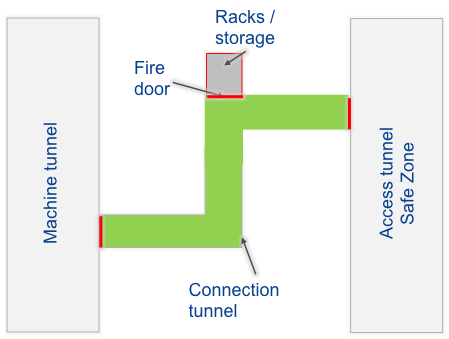 Racks /
storage
Fire
door
Machine tunnel
Access tunnel
Safe Zone
Connection
tunnel